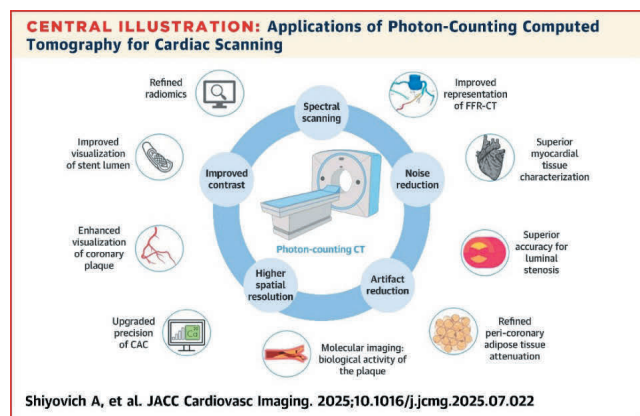 CENTRAL ILLUSTRATION: Applications of Photon-Counting Computed
Tomography for Cardiac Scanning
Refined
radiomics
Spectral
scanning
Improved
representation
of FFR-CT
Improved
visualization
of stent lumen
Improved
contrast
Noise
reduction
Superior
myocardial
tissue
characterization
Photon-counting CT
Enhanced
visualization
of coronary
plaque
Superior
accuracy for
luminal
stenosis
Higher
spatial
resolution
Artifact
reduction
Upgraded
precision
of CAC
Ca
Molecular imaging:
biological activity of
the plaque
Refined
peri-coronary
adipose tissue
attenuation
Shiyovich A, et al. JACC Cardiovasc Imaging. 2025;10.1016/j.jcmg.2025.07.022